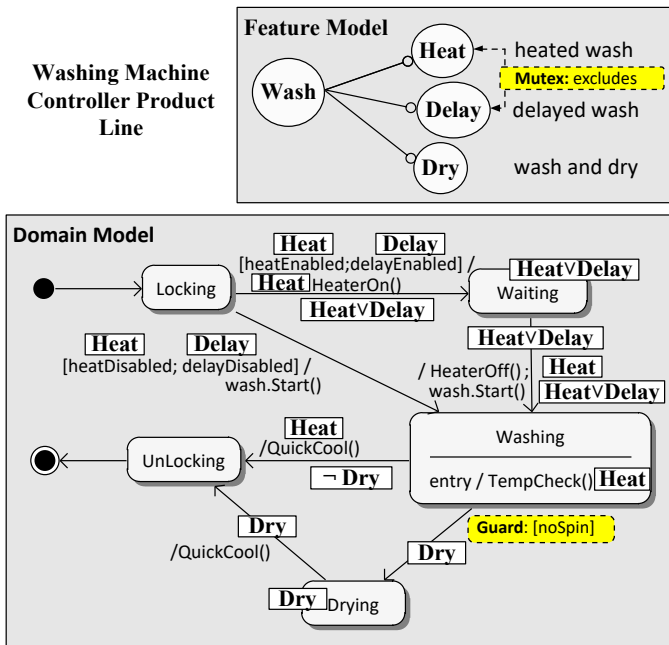 Washing Machine
Controller Product
Line
Feature Model
Wash
Heat
heated wash
Mutex: excludes
Delay
delayed wash
Dry
wash and dry
Domain Model
Heat Delay
[heatEnabled;delayEnabled] /
Heat HeaterOn()
Heat∨Delay
Locking
Waiting
Heat∨Delay
Heat∨Delay
Heat Delay
[heatDisabled; delayDisabled] /
wash.Start()
/ HeaterOff() ; Heat
wash.Start() Heat∨Delay
Washing
entry / TempCheck() Heat
Heat
/QuickCool()
¬ Dry
UnLocking
Guard: [noSpin]
Dry
Dry
/QuickCool()
Dry
Drying